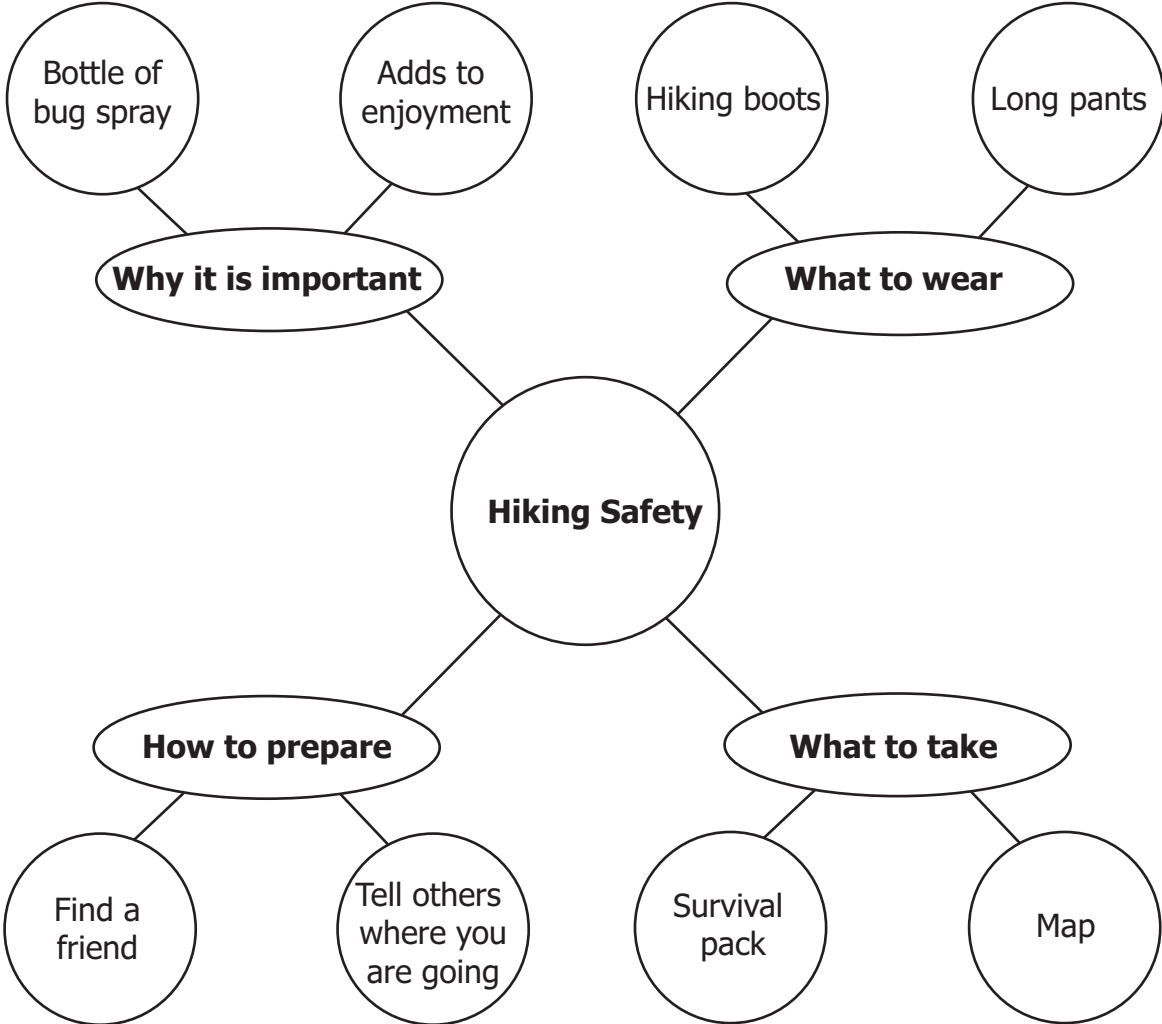 Bottle of
bug spray
Adds to
enjoyment
Hiking boots
Long pants
Why it is important
What to wear
Hiking Safety
How to prepare
What to take
Find a
friend
Tell others
where you
are going
Survival
pack
Map